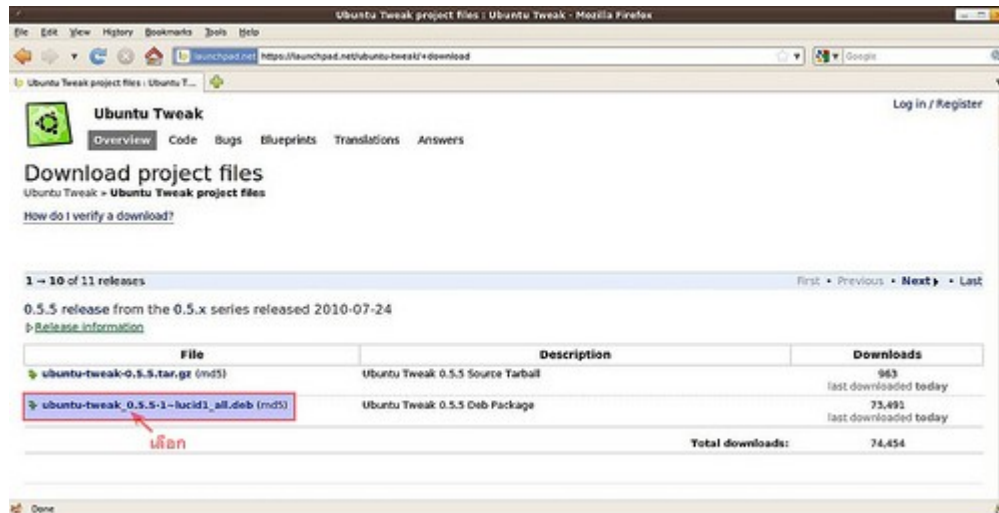 Ubuntu Tweak project files : Ubuntu Tweak - Mozilla Firefox
File Edit View History Bookmarks Tools Help
launchpad.net https://launchpad.net/ubuntu-tweak/+download
Google
Ubuntu Tweak project files : Ubuntu T...
Log in / Register
Ubuntu Tweak
Overview Code Bugs Blueprints Translations Answers
Download project files
Ubuntu Tweak » Ubuntu Tweak project files
How do I verify a download?
1 → 10 of 11 releases
First • Previous • Next • Last
0.5.5 release from the 0.5.x series released 2010-07-24
Release information
File Description Downloads
ubuntu-tweak-0.5.5.tar.gz (md5) Ubuntu Tweak 0.5.5 Source Tarball 963
last downloaded today
ubuntu-tweak_0.5.5-1~lucid1_all.deb (md5) Ubuntu Tweak 0.5.5 Deb Package 73,491
last downloaded today
เลือก
Total downloads: 74,454
Done